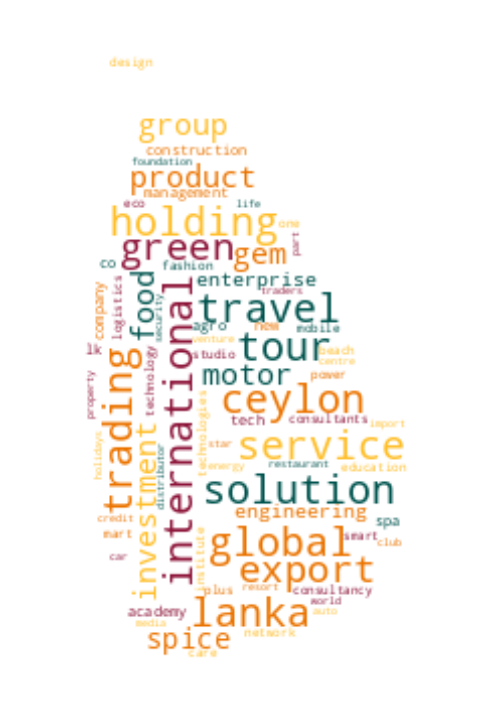 design
group
construction
foundation
product
management
eco
life
holding
one
green
part
gem
co
fashion
food
enterprise
company
logistics
security
international
traders
travel
agro
new
mobile
venture
tour
lk
trading
technology
studio
beach
centre
motor
power
property
ceylon
technologies
tech
consultants
import
investment
star
service
holidays
distributor
energy
restaurant
education
solution
credit
engineering
spa
mart
institute
global
smart
club
car
export
plus
resort
consultancy
academy
lanka
world
auto
media
spice
network
care